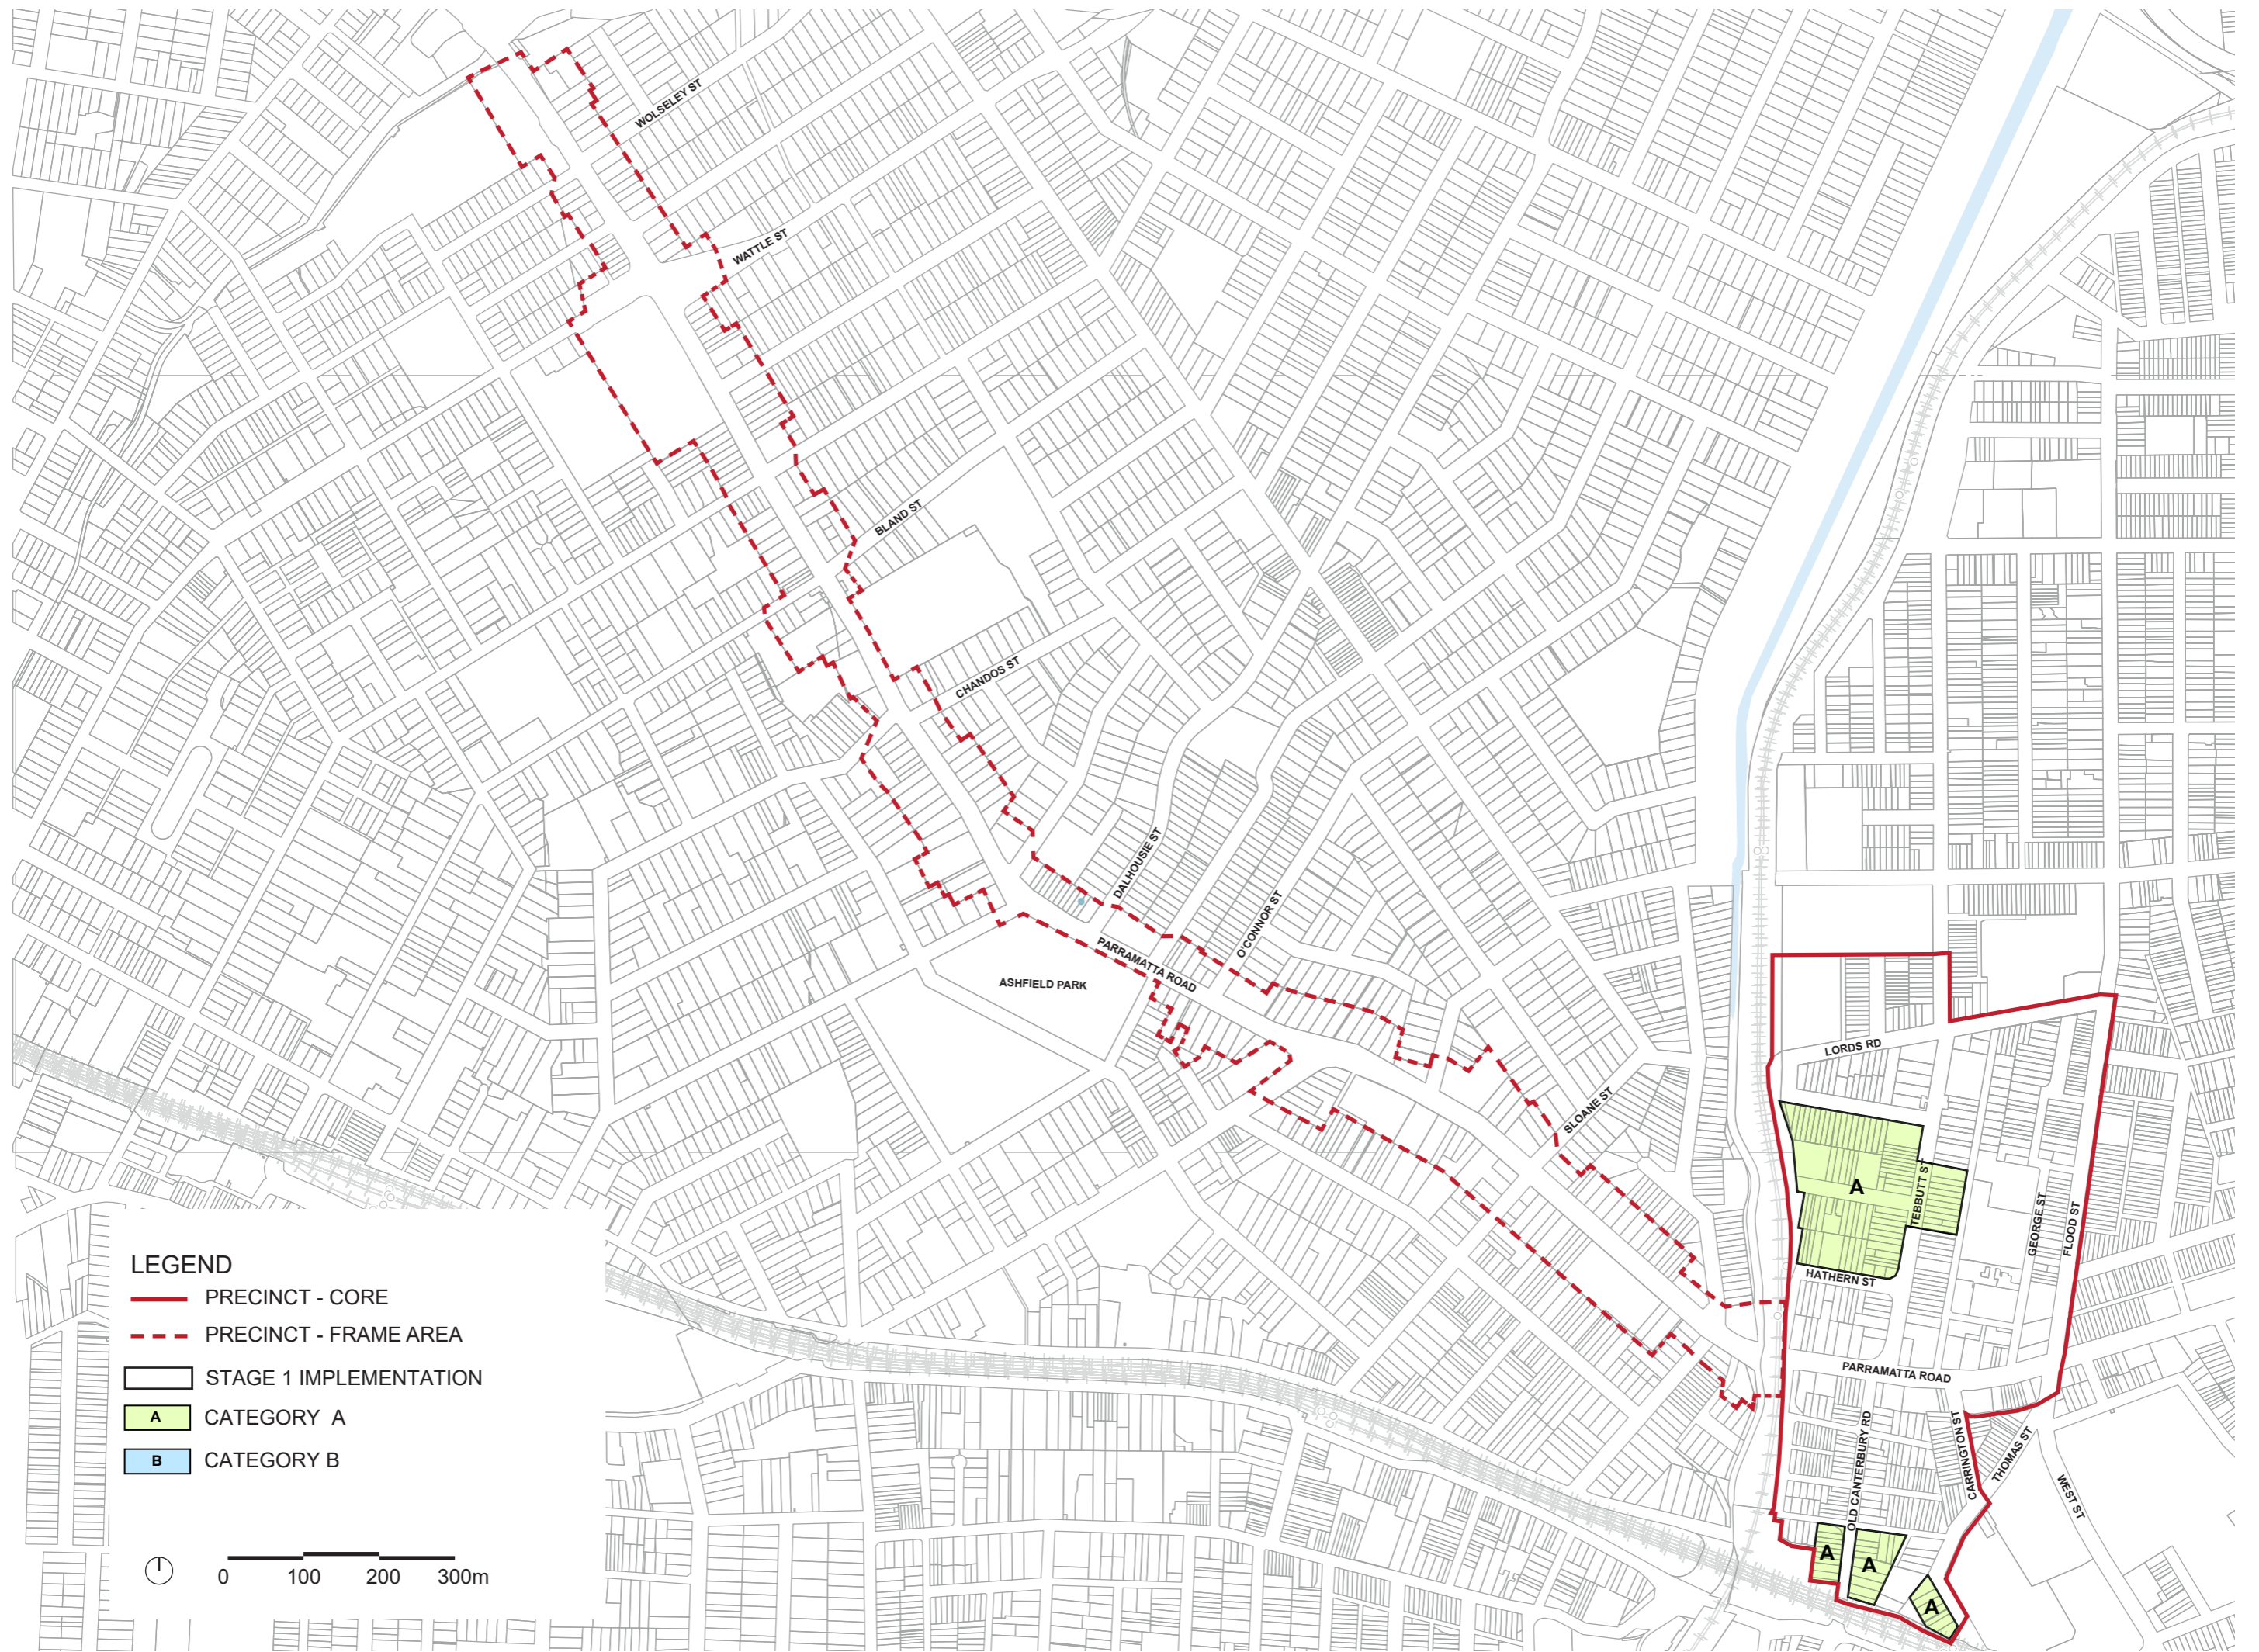 WOLSELEY ST
WATTLE ST
BLAND ST
CHANDOS ST
DALHOUSIE ST
O'CONNOR ST
PARRAMATTA ROAD
ASHFIELD PARK
LORDS RD
SLOANE ST
A
TEBBUTT ST
GEORGE ST
FLOOD ST
HATHERN ST
PARRAMATTA ROAD
OLD CANTERBURY RD
CARRINGTON ST
THOMAS ST
WEST ST
A
A
A
LEGEND
PRECINCT - CORE
PRECINCT - FRAME AREA
STAGE 1 IMPLEMENTATION
A CATEGORY A
B CATEGORY B
0 100 200 300m